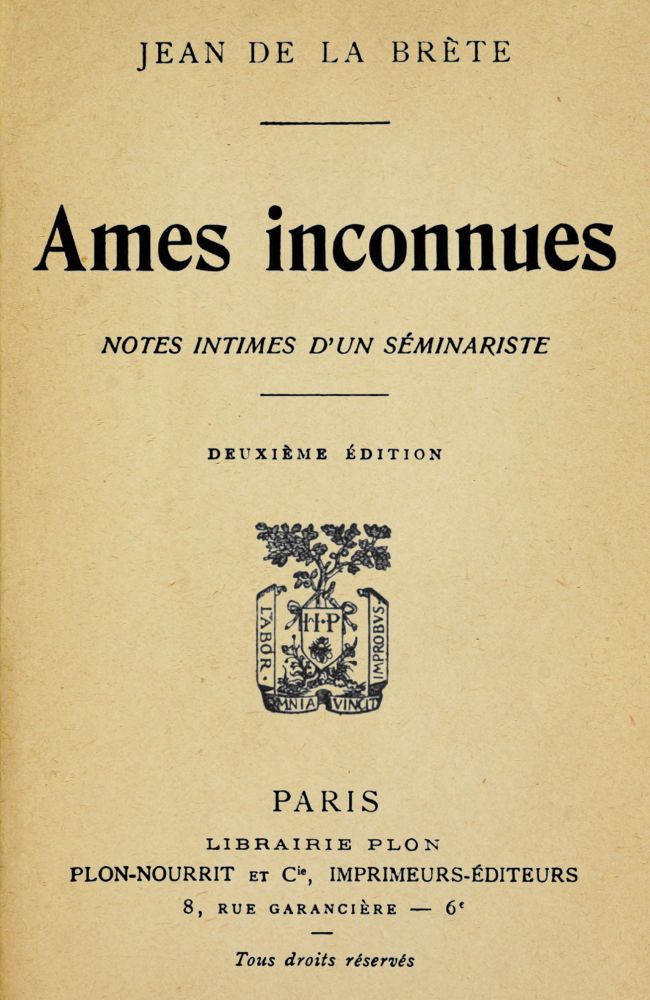 JEAN DE LA BRÈTE
Ames inconnues
NOTES INTIMES D'UN SÉMINARISTE
DEUXIÈME ÉDITION
H·P
LABOR·
IMPROBVS
OMNIA VINCIT
PARIS
LIBRAIRIE PLON
PLON-NOURRIT ET Cie, IMPRIMEURS-ÉDITEURS
8, RUE GARANCIÈRE — 6e
Tous droits réservés